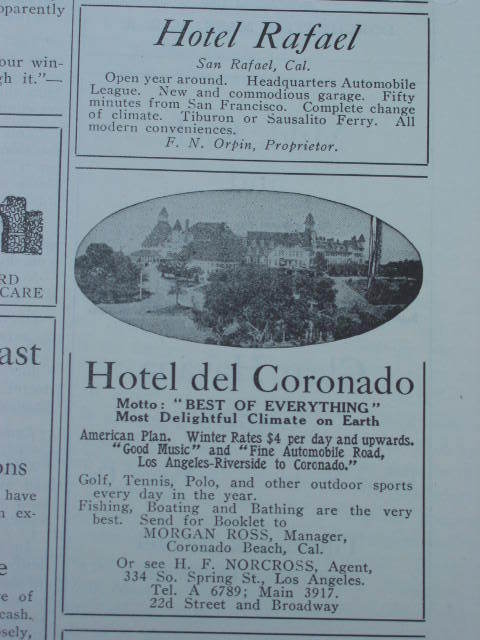 apparently
our win-
gh it."—
RD
CARE
ast
ons
have
n ex-
e
e of
cash.
sely,
Hotel Rafael
San Rafael, Cal.
Open year around. Headquarters Automobile
League. New and commodious garage. Fifty
minutes from San Francisco. Complete change
of climate. Tiburon or Sausalito Ferry. All
modern conveniences.
F. N. Orpin, Proprietor.
Hotel del Coronado
Motto: "BEST OF EVERYTHING"
Most Delightful Climate on Earth
American Plan. Winter Rates $4 per day and upwards.
"Good Music" and "Fine Automobile Road,
Los Angeles-Riverside to Coronado."
Golf, Tennis, Polo, and other outdoor sports
every day in the year.
Fishing, Boating and Bathing are the very
best. Send for Booklet to
MORGAN ROSS, Manager,
Coronado Beach, Cal.
Or see H. F. NORCROSS, Agent,
334 So. Spring St., Los Angeles.
Tel. A 6789; Main 3917.
22d Street and Broadway